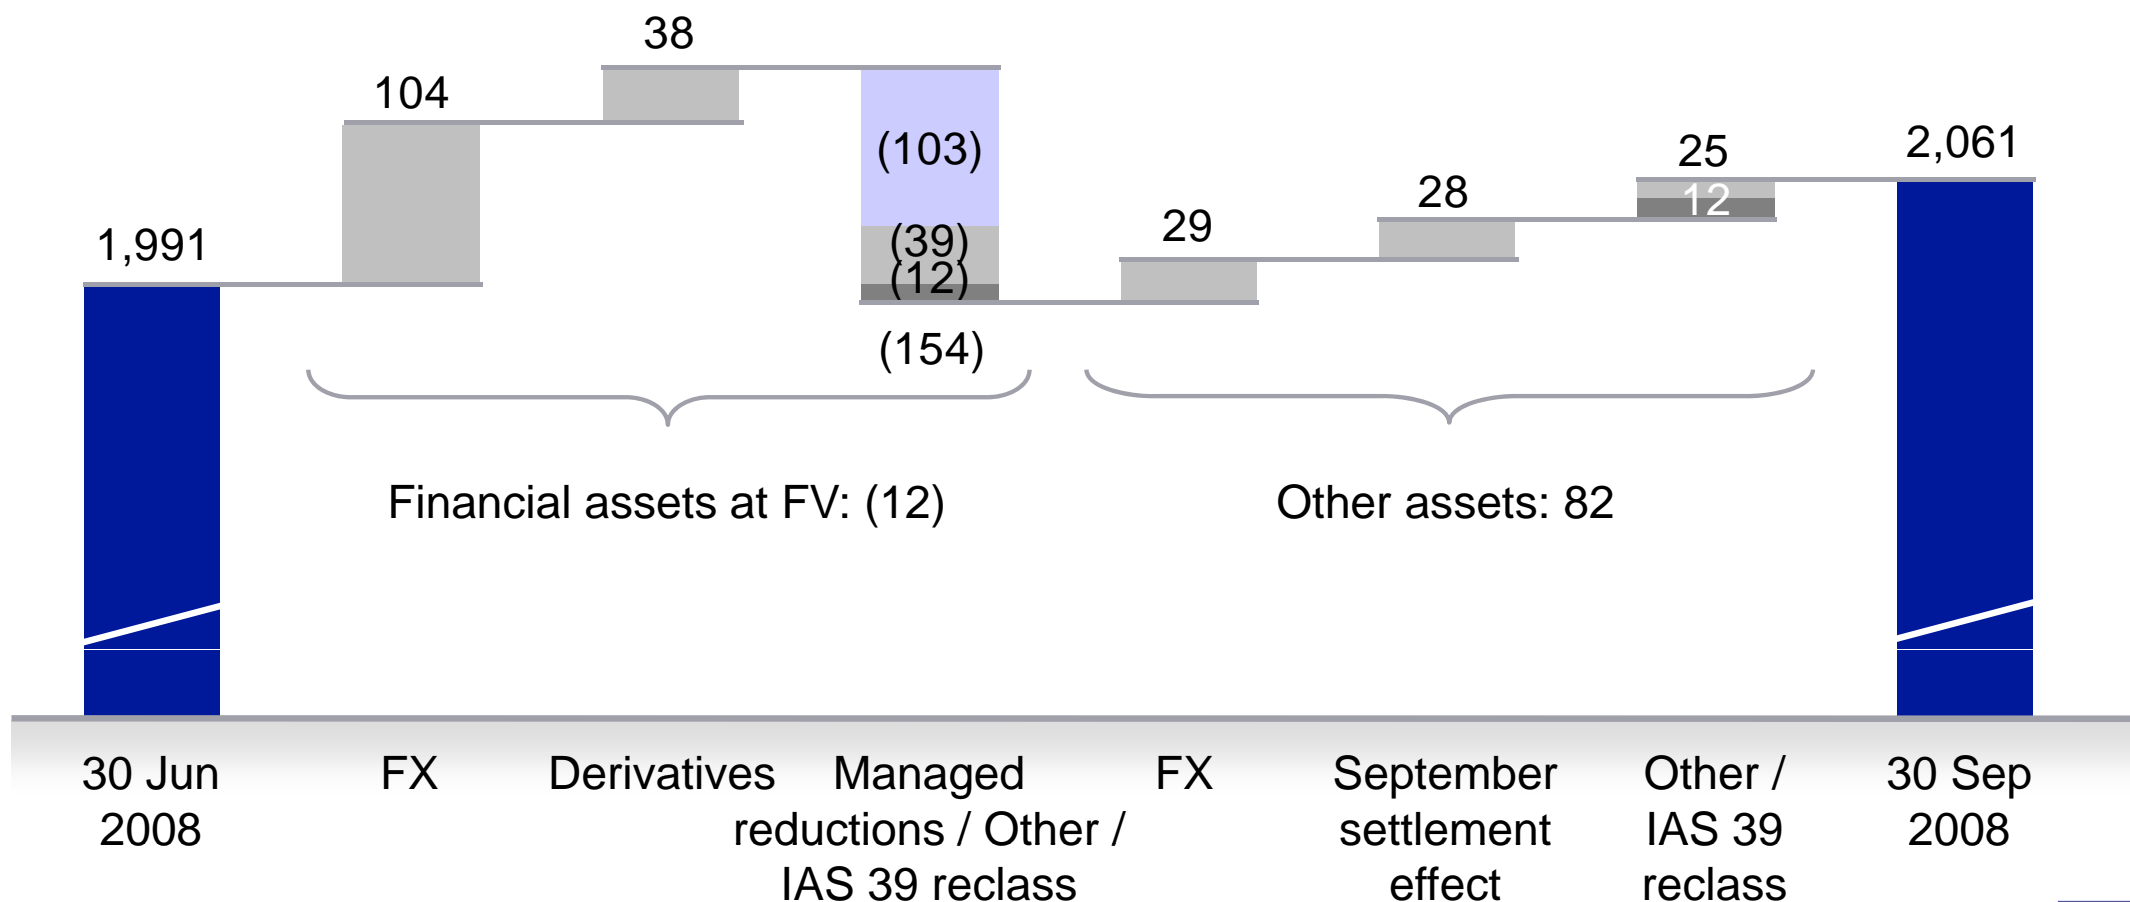 38
104
(103)
25
2,061
12
28
29
1,991
(39)
(12)
(154)
Financial assets at FV: (12)
Other assets: 82
30 Jun
2008
FX
Derivatives
Managed
reductions / Other /
IAS 39 reclass
FX
September
settlement
effect
Other /
IAS 39
reclass
30 Sep
2008